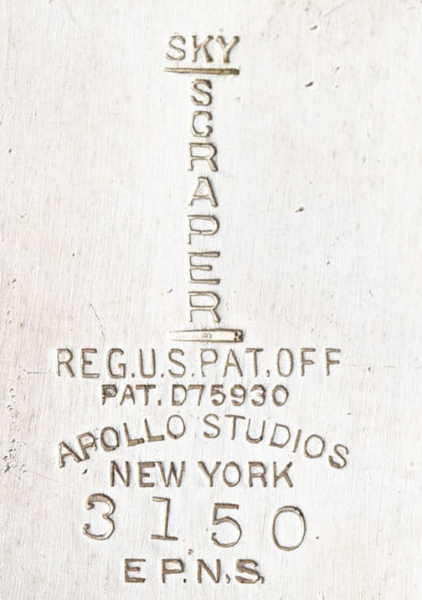 SKY
SCRAPER
REG.U.S.PAT.OFF
PAT.D75930
APOLLO STUDIOS
NEW YORK
3150
E.P.N.S.